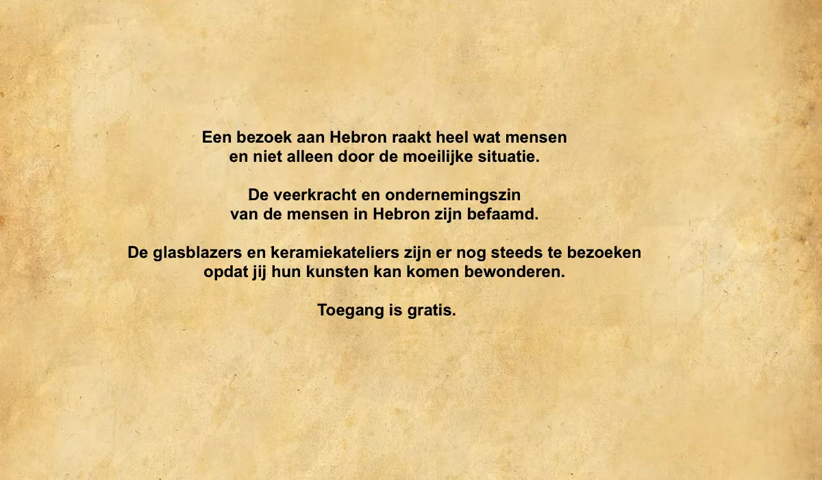 Een bezoek aan Hebron raakt heel wat mensen
en niet alleen door de moeilijke situatie.
De veerkracht en ondernemingszin
van de mensen in Hebron zijn befaamd.
De glasblazers en keramiekateliers zijn er nog steeds te bezoeken
opdat jij hun kunsten kan komen bewonderen.
Toegang is gratis.